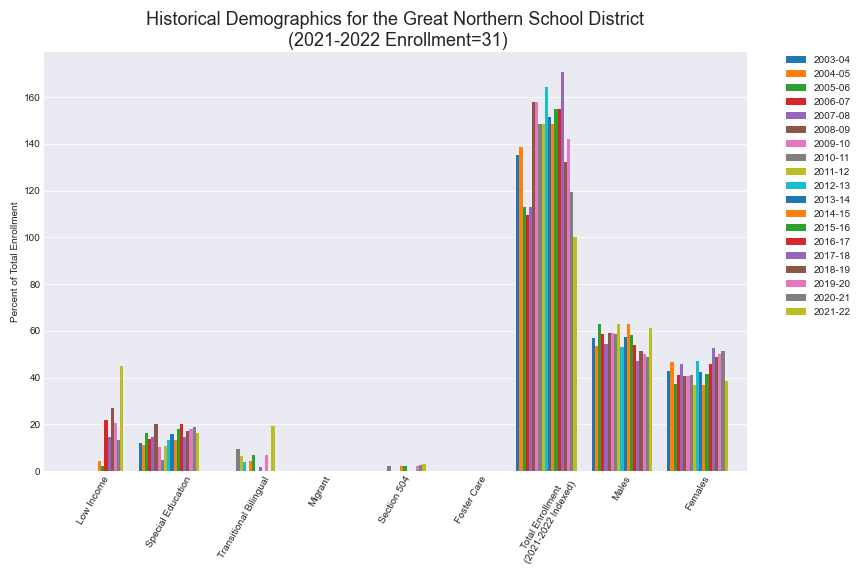 Historical Demographics for the Great Northern School District
(2021-2022 Enrollment=31)
Percent of Total Enrollment
160
140
120
100
80
60
40
20
0
Low Income
Special Education
Transitional Bilingual
Migrant
Section 504
Foster Care
Total Enrollment
(2021-2022 Indexed)
Males
Females
2003-04
2004-05
2005-06
2006-07
2007-08
2008-09
2009-10
2010-11
2011-12
2012-13
2013-14
2014-15
2015-16
2016-17
2017-18
2018-19
2019-20
2020-21
2021-22